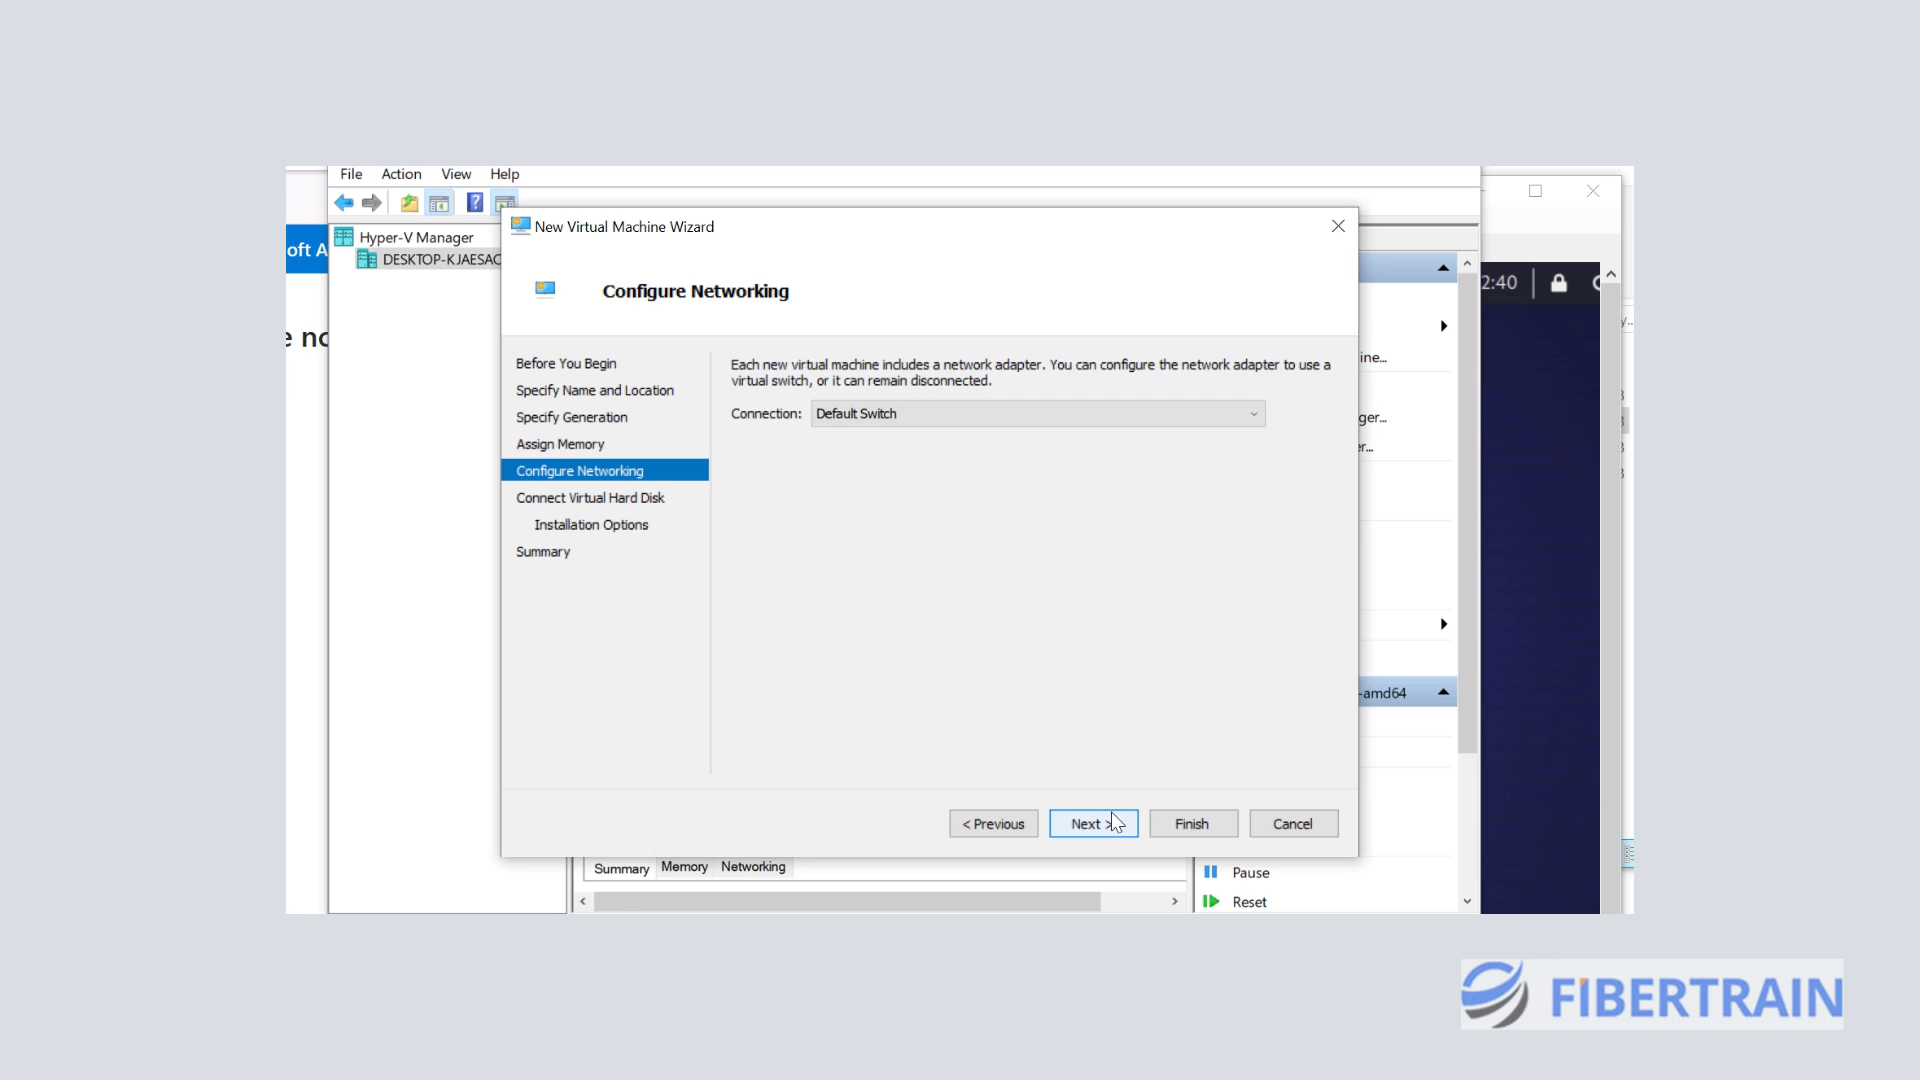 File Action View Help
New Virtual Machine Wizard
Hyper-V Manager
DESKTOP-KJAESAC
oft A
Configure Networking
2:40
Before You Begin
Specify Name and Location
Specify Generation
Assign Memory
Configure Networking
Connect Virtual Hard Disk
Installation Options
Summary
Each new virtual machine includes a network adapter. You can configure the network adapter to use a
virtual switch, or it can remain disconnected.
Connection: Default Switch
ine...
ger...
er...
y...
e no
-amd64
< Previous Next > Finish Cancel
Summary Memory Networking
Pause
Reset
FIBERTRAIN